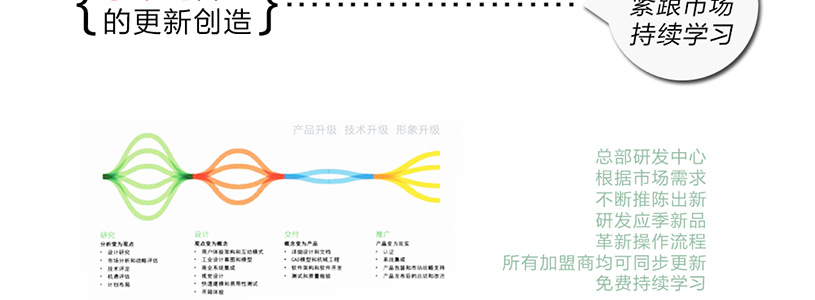 的更新创造
紧跟市场
持续学习
产品升级 技术升级 形象升级
总部研发中心
根据市场需求
不断推陈出新
研发应季新品
革新操作流程
所有加盟商均可同步更新
免费持续学习
研究
分析变为观点
• 设计研究
• 市场分析和战略评估
• 技术评定
• 机遇评估
• 计划布局
设计
观点变为概念
• 用户体验架构和互动模式
• 工业设计草图和模型
• 商业系统集成
• 视觉设计
• 快速建模和易用性测试
• 开箱体验
交付
概念变为产品
• 详细设计和文档
• CAD模型和机械工程
• 软件架构和软件开发
• 测试和质量检验
推广
产品变为现实
• 认证
• 系统集成
• 产品包装和市场战略支持
• 产品发布后的总结和改进